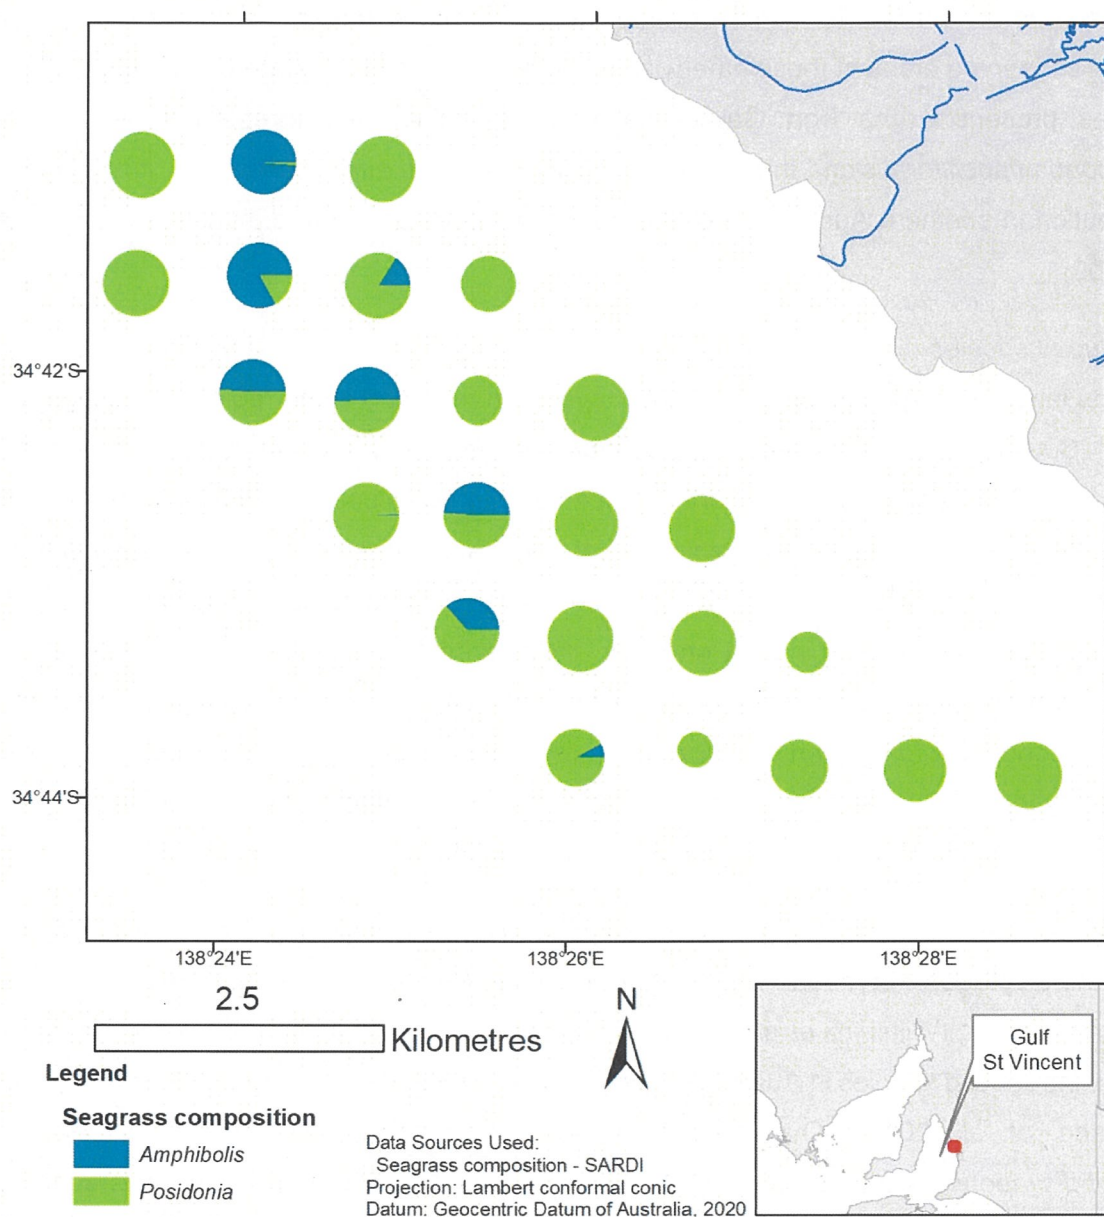 34°42'S
34°44'S
138°24'E
138°26'E
138°28'E
2.5
Kilometres
N
Legend
Seagrass composition
Amphibolis
Posidonia
Data Sources Used:
Seagrass composition - SARDI
Projection: Lambert conformal conic
Datum: Geocentric Datum of Australia, 2020
Gulf
St Vincent